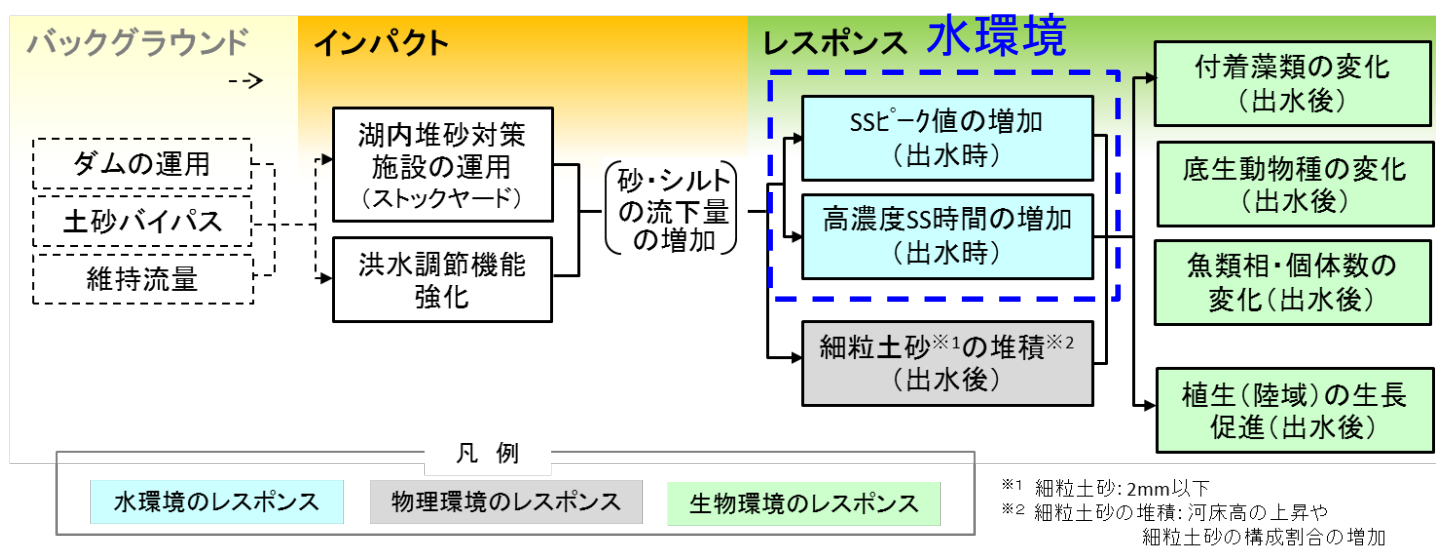 バックグラウンド
インパクト
レスポンス 水環境
ダムの運用
土砂バイパス
維持流量
湖内堆砂対策
施設の運用
（ストックヤード）
洪水調節機能
強化
砂・シルト
の流下量
の増加
SSﾋﾟｰｸ値の増加
（出水時）
高濃度SS時間の増加
（出水時）
細粒土砂※1の堆積※2
（出水後）
付着藻類の変化
（出水後）
底生動物種の変化
（出水後）
魚類相・個体数の
変化（出水後）
植生（陸域）の生長
促進（出水後）
凡 例
水環境のレスポンス
物理環境のレスポンス
生物環境のレスポンス
※1 細粒土砂：2mm以下
※2 細粒土砂の堆積：河床高の上昇や
細粒土砂の構成割合の増加